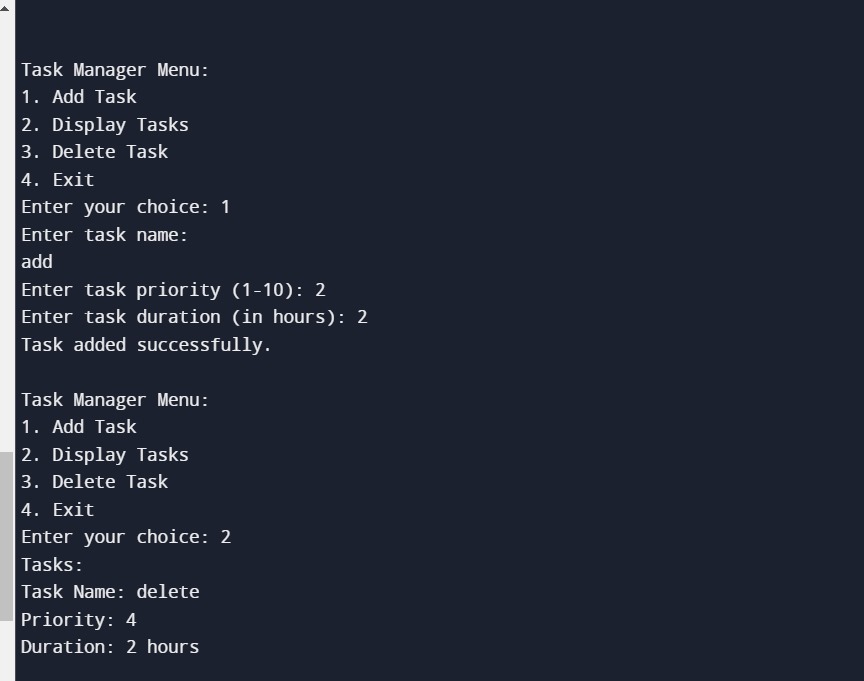 Task Manager Menu:
1. Add Task
2. Display Tasks
3. Delete Task
4. Exit
Enter your choice: 1
Enter task name:
add
Enter task priority (1-10): 2
Enter task duration (in hours): 2
Task added successfully.
Task Manager Menu:
1. Add Task
2. Display Tasks
3. Delete Task
4. Exit
Enter your choice: 2
Tasks:
Task Name: delete
Priority: 4
Duration: 2 hours